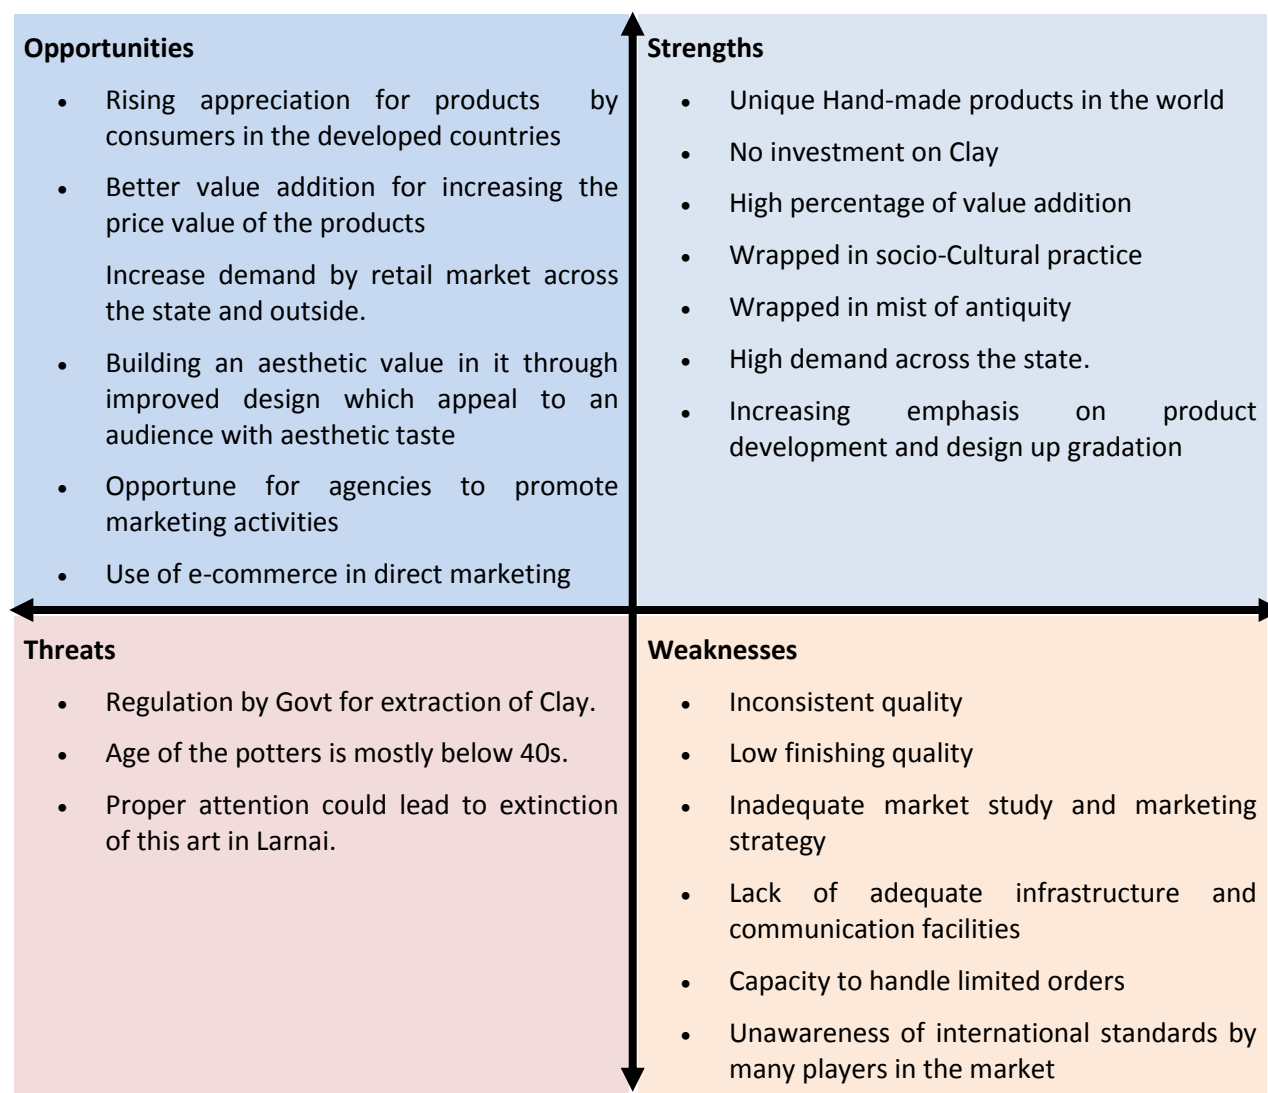 Opportunities
• Rising appreciation for products by
consumers in the developed countries
• Better value addition for increasing the
price value of the products
Increase demand by retail market across
the state and outside.
• Building an aesthetic value in it through
improved design which appeal to an
audience with aesthetic taste
• Opportune for agencies to promote
marketing activities
• Use of e-commerce in direct marketing
Strengths
• Unique Hand-made products in the world
• No investment on Clay
• High percentage of value addition
• Wrapped in socio-Cultural practice
• Wrapped in mist of antiquity
• High demand across the state.
• Increasing emphasis on product
development and design up gradation
Threats
• Regulation by Govt for extraction of Clay.
• Age of the potters is mostly below 40s.
• Proper attention could lead to extinction
of this art in Larnai.
Weaknesses
• Inconsistent quality
• Low finishing quality
• Inadequate market study and marketing
strategy
• Lack of adequate infrastructure and
communication facilities
• Capacity to handle limited orders
• Unawareness of international standards by
many players in the market